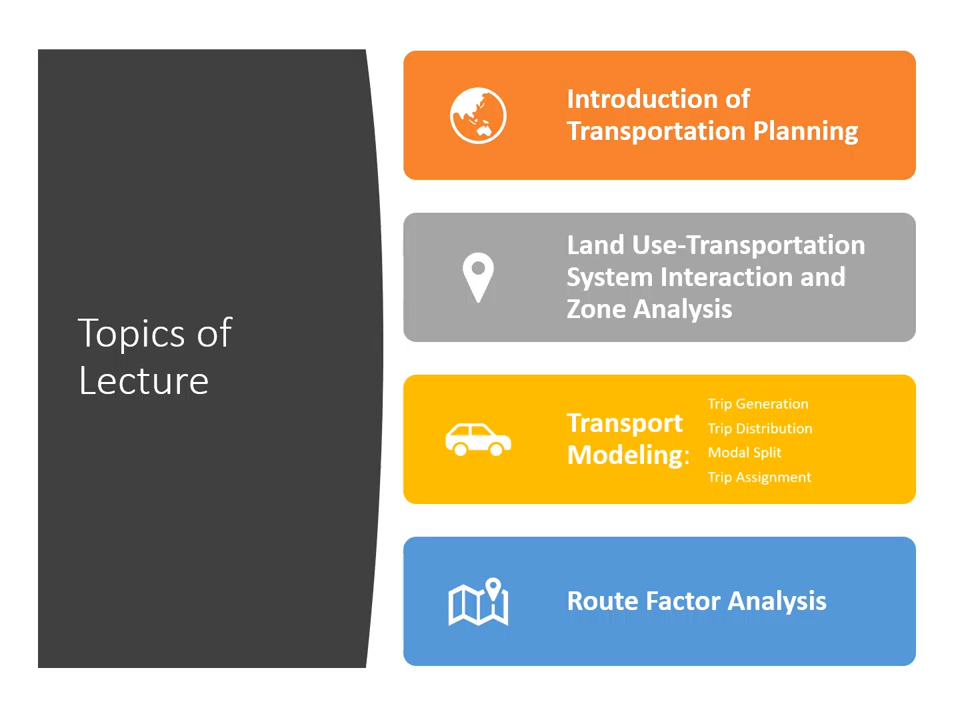 Topics of
Lecture
Introduction of
Transportation Planning
Land Use-Transportation
System Interaction and
Zone Analysis
Transport
Modeling:
Trip Generation
Trip Distribution
Modal Split
Trip Assignment
Route Factor Analysis